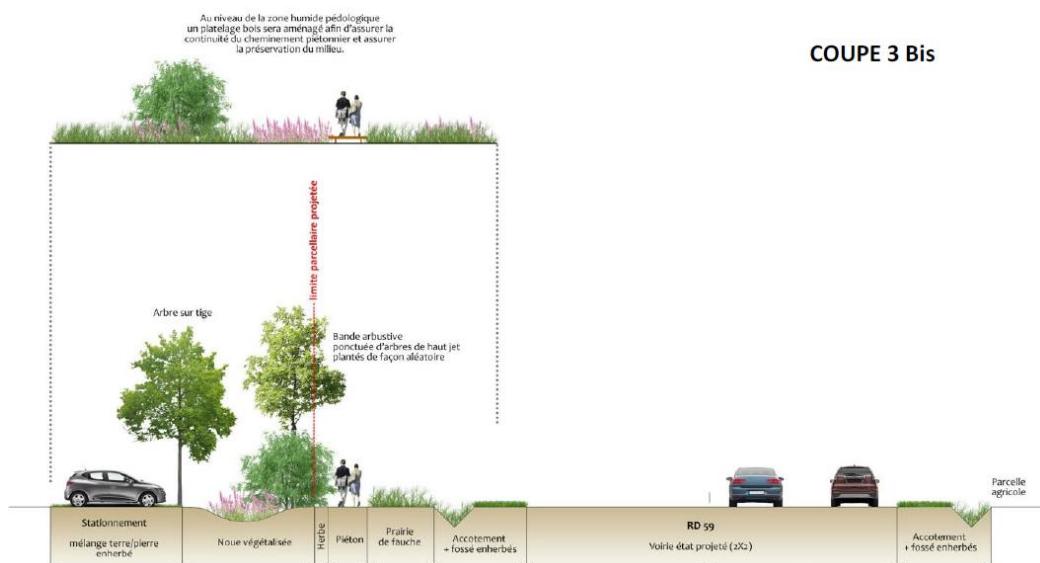 Au niveau de la zone humide pédologique
un platelage bois sera aménagé afin d'assurer la
continuité du cheminement piétonnier et assurer
la préservation du milieu.
COUPE 3 Bis
limite parcellaire projetée
Arbre sur tige
Bande arbustive
ponctuée d'arbres de haut jet
plantés de façon aléatoire
Parcelle
agricole
Stationnement
mélange terre/pierre
enherbé
Noue végétalisée
Herbe
Piéton
Prairie
de fauche
Accotement
+ fossé enherbés
RD 59
Voirie état projeté (2X2)
Accotement
+ fossé enherbés